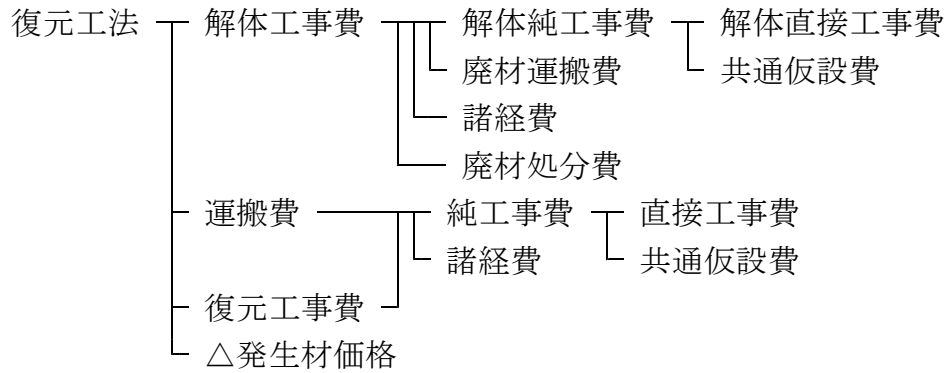 復元工法 解体工事費 解体純工事費 解体直接工事費
廃材運搬費 共通仮設費
諸経費
廃材処分費
運搬費 純工事費 直接工事費
諸経費 共通仮設費
復元工事費
△発生材価格